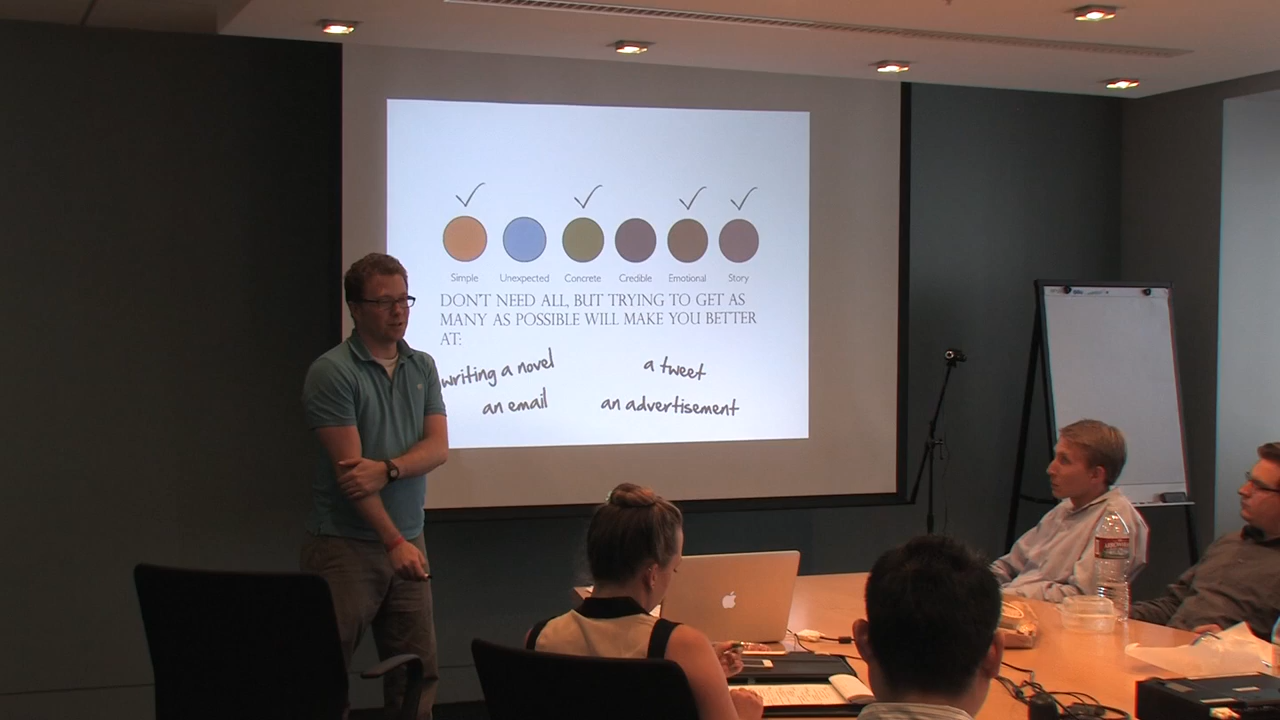 Simple Unexpected Concrete Credible Emotional Story
DON'T NEED ALL, BUT TRYING TO GET AS
MANY AS POSSIBLE WILL MAKE YOU BETTER
AT:
writing a novel a tweet
an email an advertisement